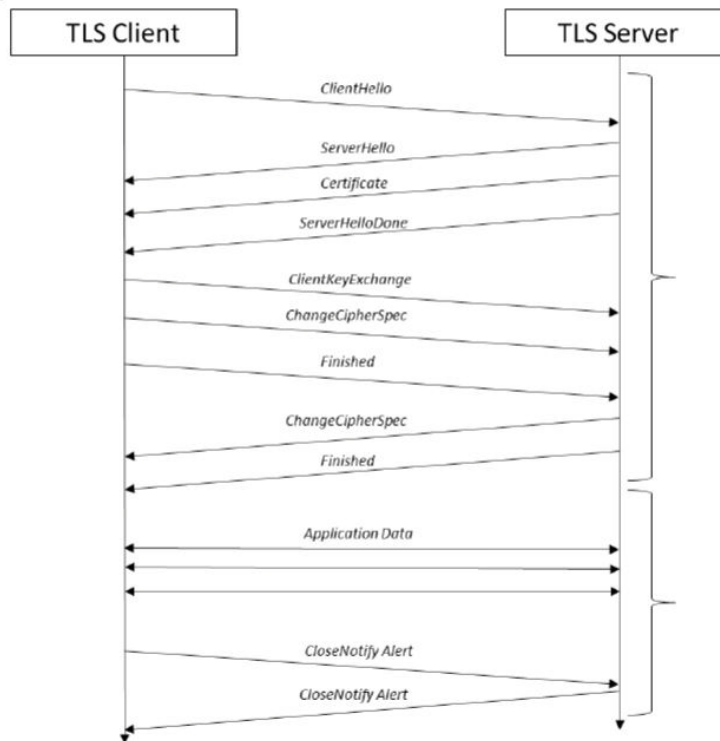 TLS Client
TLS Server
ClientHello
ServerHello
Certificate
ServerHelloDone
ClientKeyExchange
ChangeCipherSpec
Finished
ChangeCipherSpec
Finished
Application Data
CloseNotify Alert
CloseNotify Alert